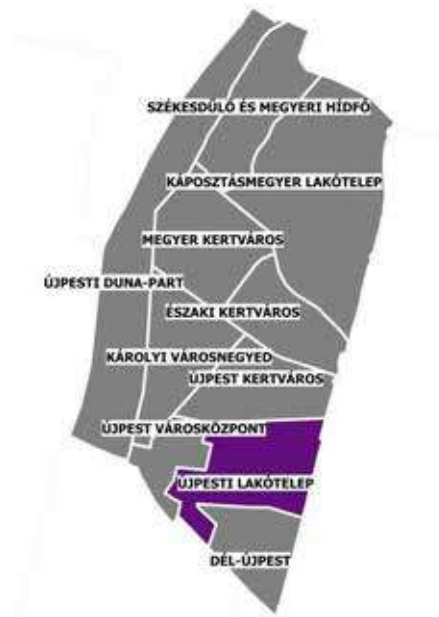 SZÉKESDŰLŐ ÉS MEGYERI HÍDFŐ
KÁPOSZTÁSMEGYER LAKÓTELEP
MEGYER KERTVÁROS
ÚJPESTI DUNA-PART
ÉSZAKI KERTVÁROS
KÁROLYI VÁROSNEGYED
ÚJPEST KERTVÁROS
ÚJPEST VÁROSKÖZPONT
ÚJPESTI LAKÓTELEP
DÉL-ÚJPEST